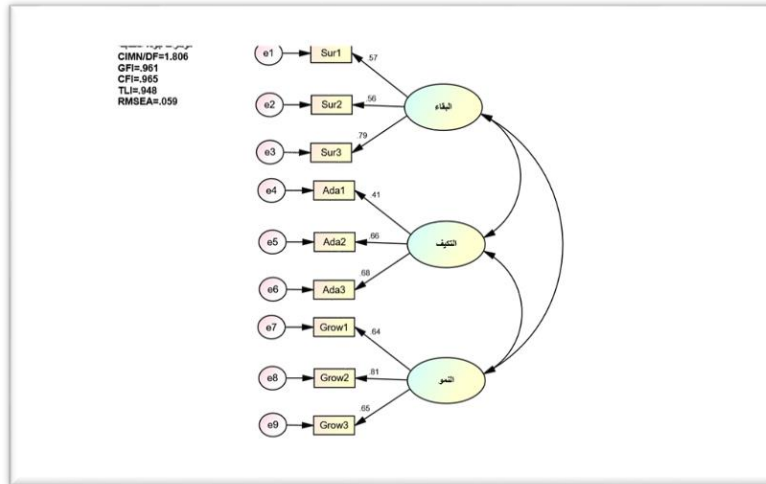 CIMN/DF=1.806
GFI=.961
CFI=.965
TLI=.948
RMSEA=.059
e1 Sur1 .57
e2 Sur2 .56 البقاء
e3 Sur3 .79
e4 Ada1 .41
e5 Ada2 .66 التكيف
e6 Ada3 .68
e7 Grow1 .64
e8 Grow2 .81 النمو
e9 Grow3 .65